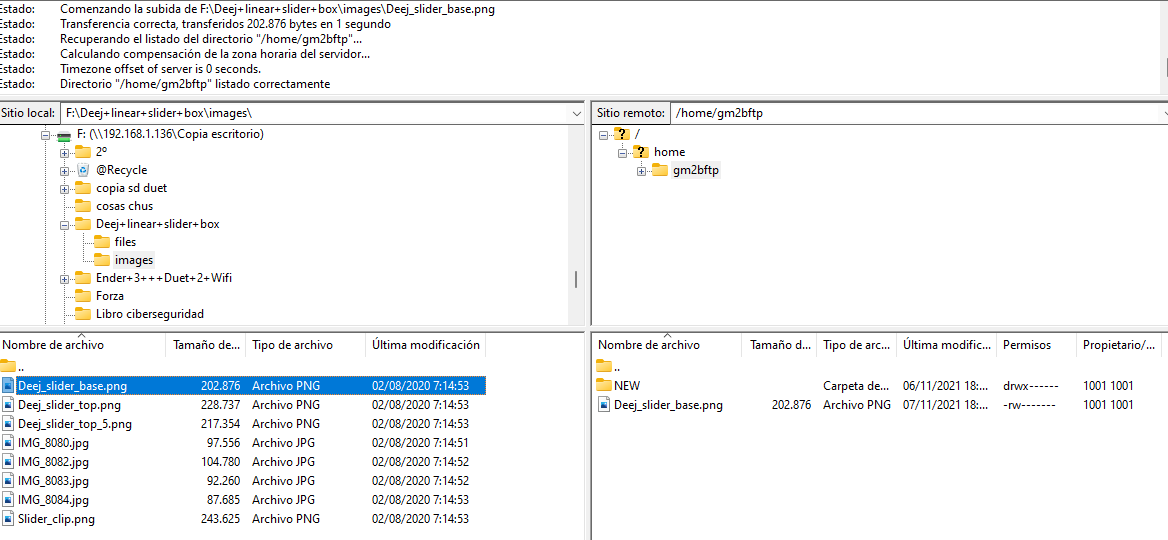 Estado: Comenzando la subida de F:\Deej+linear+slider+box\images\Deej_slider_base.png
Estado: Transferencia correcta, transferidos 202.876 bytes en 1 segundo
Estado: Recuperando el listado del directorio "/home/gm2bftp"...
Estado: Calculando compensación de la zona horaria del servidor...
Estado: Timezone offset of server is 0 seconds.
Estado: Directorio "/home/gm2bftp" listado correctamente
Sitio local: F:\Deej+linear+slider+box\images\
F: (\\192.168.1.136\Copia escritorio)
2º
@Recycle
copia sd duet
cosas chus
Deej+linear+slider+box
files
images
Ender+3+++Duet+2+Wifi
Forza
Libro ciberseguridad
Sitio remoto: /home/gm2bftp
/
home
gm2bftp
Nombre de archivo Tamaño de... Tipo de archivo Última modificación
..
Deej_slider_base.png 202.876 Archivo PNG 02/08/2020 7:14:53
Deej_slider_top.png 228.737 Archivo PNG 02/08/2020 7:14:53
Deej_slider_top_5.png 217.354 Archivo PNG 02/08/2020 7:14:53
IMG_8080.jpg 97.556 Archivo JPG 02/08/2020 7:14:51
IMG_8082.jpg 104.780 Archivo JPG 02/08/2020 7:14:52
IMG_8083.jpg 92.260 Archivo JPG 02/08/2020 7:14:52
IMG_8084.jpg 87.685 Archivo JPG 02/08/2020 7:14:53
Slider_clip.png 243.625 Archivo PNG 02/08/2020 7:14:53
Nombre de archivo Tamaño d... Tipo de arc... Última modific... Permisos Propietario/...
..
NEW Carpeta de... 06/11/2021 18:... drwx------ 1001 1001
Deej_slider_base.png 202.876 Archivo PNG 07/11/2021 18:... -rw------- 1001 1001